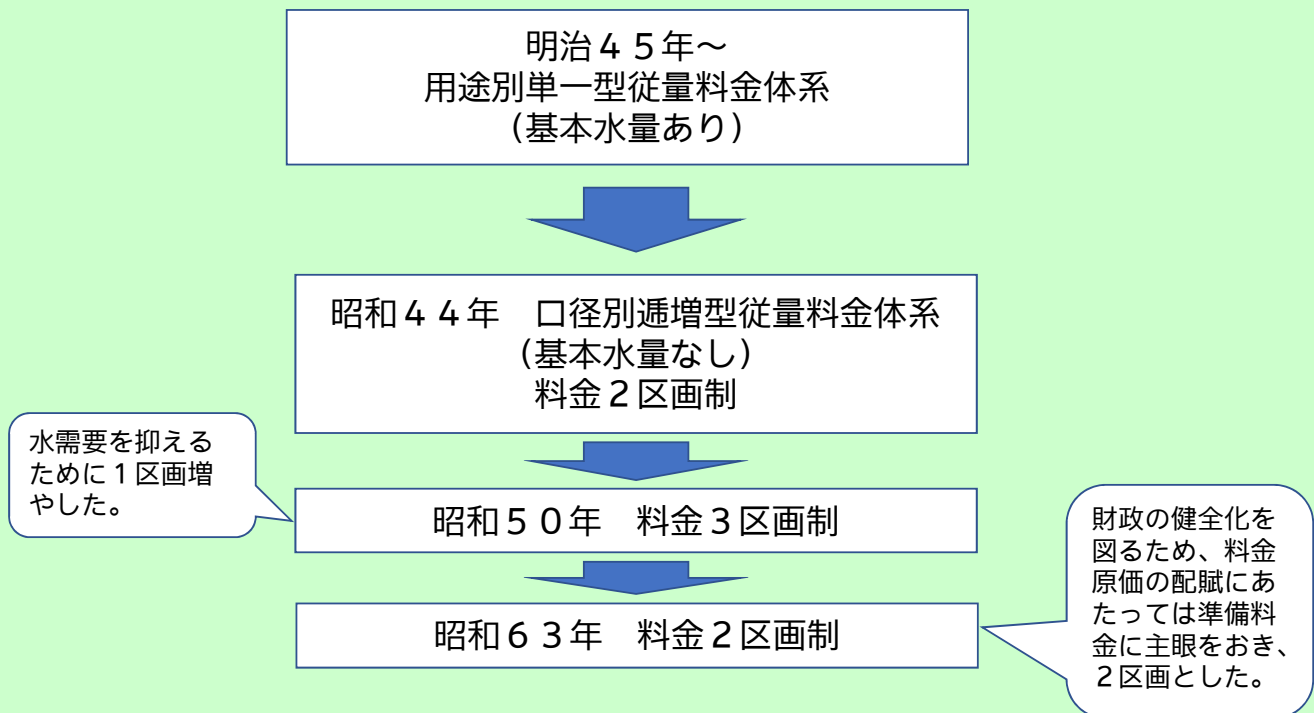 明治４５年～
用途別単一型従量料金体系
（基本水量あり）
昭和４４年　口径別逓増型従量料金体系
（基本水量なし）
料金２区画制
水需要を抑える
ために１区画増
やした。
昭和５０年　料金３区画制
昭和６３年　料金２区画制
財政の健全化を
図るため、料金
原価の配賦にあ
たっては準備料
金に主眼をおき、
２区画とした。